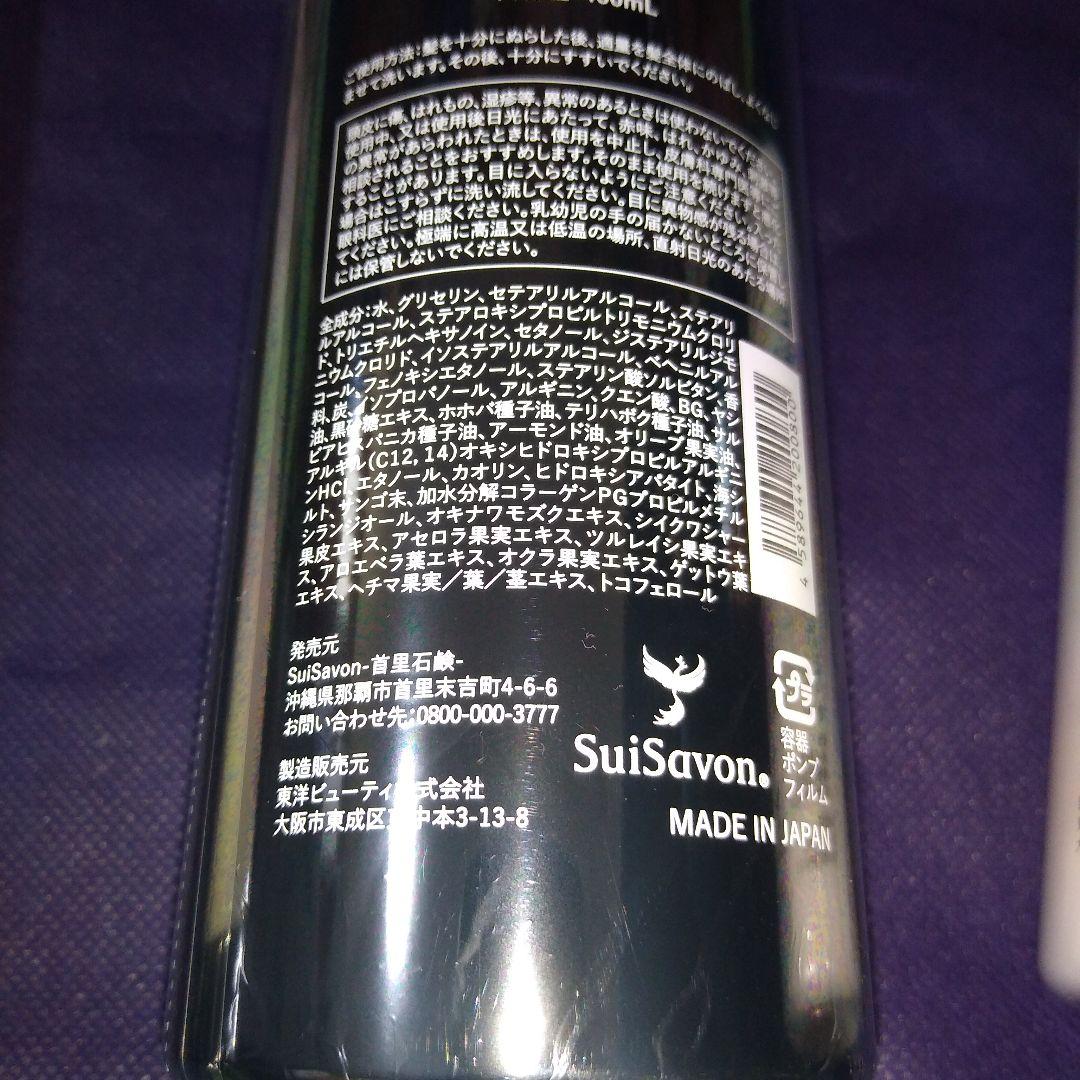 ご使用方法:髪を十分にぬらした後、適量を髪全体にのばし、
ませて洗います。その後、十分にすすいでください。
頭皮に傷、はれもの、湿疹等、異常のあるときは使わないでください。
使用中、又は使用後日光にあたって、赤味、はれ、かゆみ、
の異常があらわれたときは、使用を中止し、皮膚科専門医
相談されることをおすすめします。そのまま使用を続けますと
することがあります。目に入らないようにご注意ください。
場合はこすらずに洗い流してください。目に異物感が残る場合は
眼科医にご相談ください。乳幼児の手の届かないところに保管し
てください。極端に高温又は低温の場所、直射日光のあたる場所
には保管しないでください。
全成分:水、グリセリン、セテアリルアルコール、ステアリ
ルアルコール、ステアロキシプロピルトリモニウムクロリ
ド、トリエチルヘキサノイン、セタノール、ジステアリルジモ
ニウムクロリド、イソステアリルアルコール、ベヘニルアル
コール、フェノキシエタノール、ステアリン酸ソルビタン、香
料、炭、イソプロパノール、アルギニン、クエン酸、BG、ヤシ
油、黒砂糖エキス、ホホバ種子油、テリハボク種子油、サル
ビアヒスパニカ種子油、アーモンド油、オリーブ果実油、
アルキル(C12,14)オキシヒドロキシプロピルアルギニ
ンHCl、エタノール、カオリン、ヒドロキシアパタイト、海シ
ルト、サンゴ末、加水分解コラーゲンPGプロピルメチル
シランジオール、オキナワモズクエキス、シイクワシャー
果皮エキス、アセロラ果実エキス、ツルレイシ果実エキ
ス、アロエベラ葉エキス、オクラ果実エキス、ゲットウ葉
エキス、ヘチマ果実/葉/茎エキス、トコフェロール
4 589644 200800
発売元
SuiSavon-首里石鹸-
沖縄県那覇市首里末吉町4-6-6
お問い合わせ先:0800-000-3777
製造販売元
東洋ビューティ株式会社
大阪市東成区東中本3-13-8
SuiSavon.
プラ
容器
ポンプ
フィルム
MADE IN JAPAN